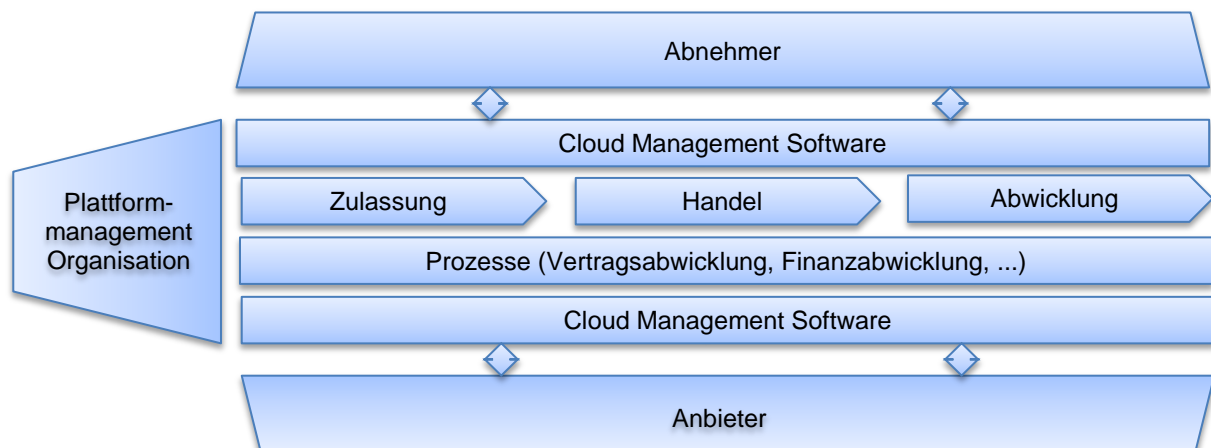 Abnehmer
Cloud Management Software
Plattform-
management
Organisation
Zulassung
Handel
Abwicklung
Prozesse (Vertragsabwicklung, Finanzabwicklung, ...)
Cloud Management Software
Anbieter